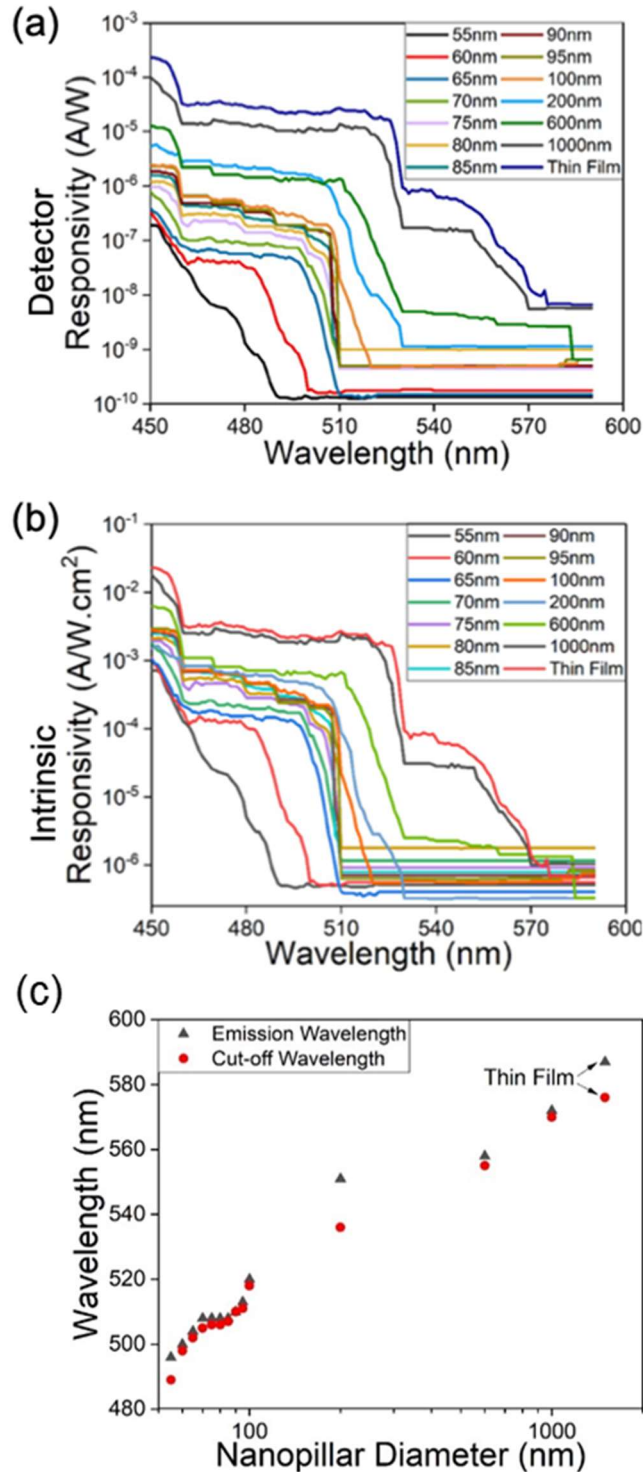 (a)
10-3
10-4
10-5
10-6
10-7
10-8
10-9
10-10
Detector
Responsivity (A/W)
55nm 90nm
60nm 95nm
65nm 100nm
70nm 200nm
75nm 600nm
80nm 1000nm
85nm Thin Film
450 480 510 540 570 600
Wavelength (nm)
(b)
10-1
10-2
10-3
10-4
10-5
10-6
Intrinsic
Responsivity (A/W.cm2)
55nm 90nm
60nm 95nm
65nm 100nm
70nm 200nm
75nm 600nm
80nm 1000nm
85nm Thin Film
450 480 510 540 570 600
Wavelength (nm)
(c)
600
580
560
540
520
500
480
Wavelength (nm)
Emission Wavelength
Cut-off Wavelength
Thin Film
100 1000
Nanopillar Diameter (nm)